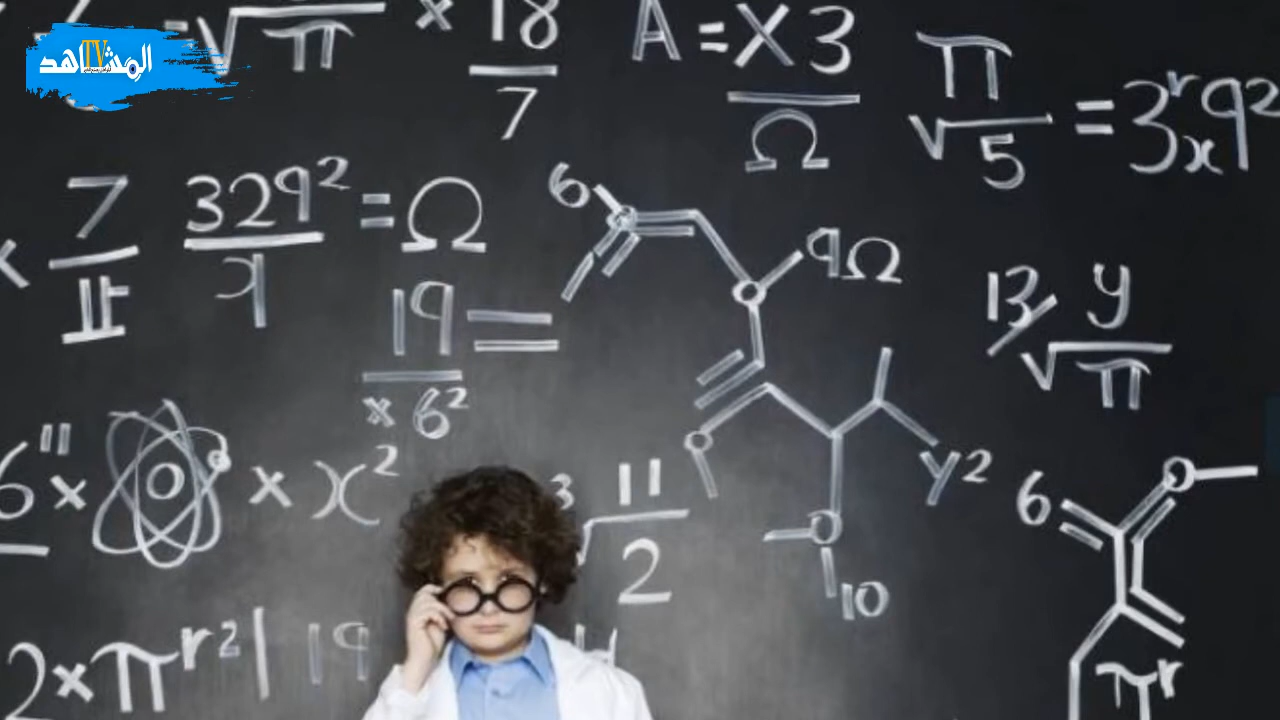 المشاهد
TV
= √π × 18/7
A = X3/Ω
π/√5 = 3ʳₓ9²
× 7/π
329²/x = Ω
6
9Ω
19/×6² =
13/ y/√π
6" × × x²
³√11/2
y²
6
10
2×πr² 19
πr